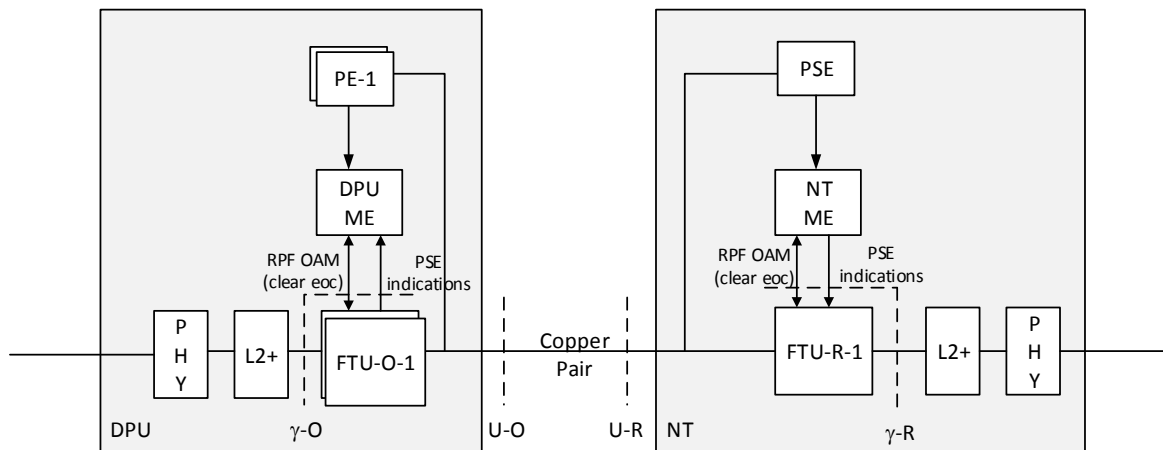 PE-1
PSE
DPU
ME
NT
ME
RPF OAM
(clear eoc)
PSE
indications
RPF OAM
(clear eoc)
PSE
indications
P
H
Y
L2+
FTU-O-1
Copper
Pair
FTU-R-1
L2+
P
H
Y
DPU
γ-O
U-O
U-R
NT
γ-R